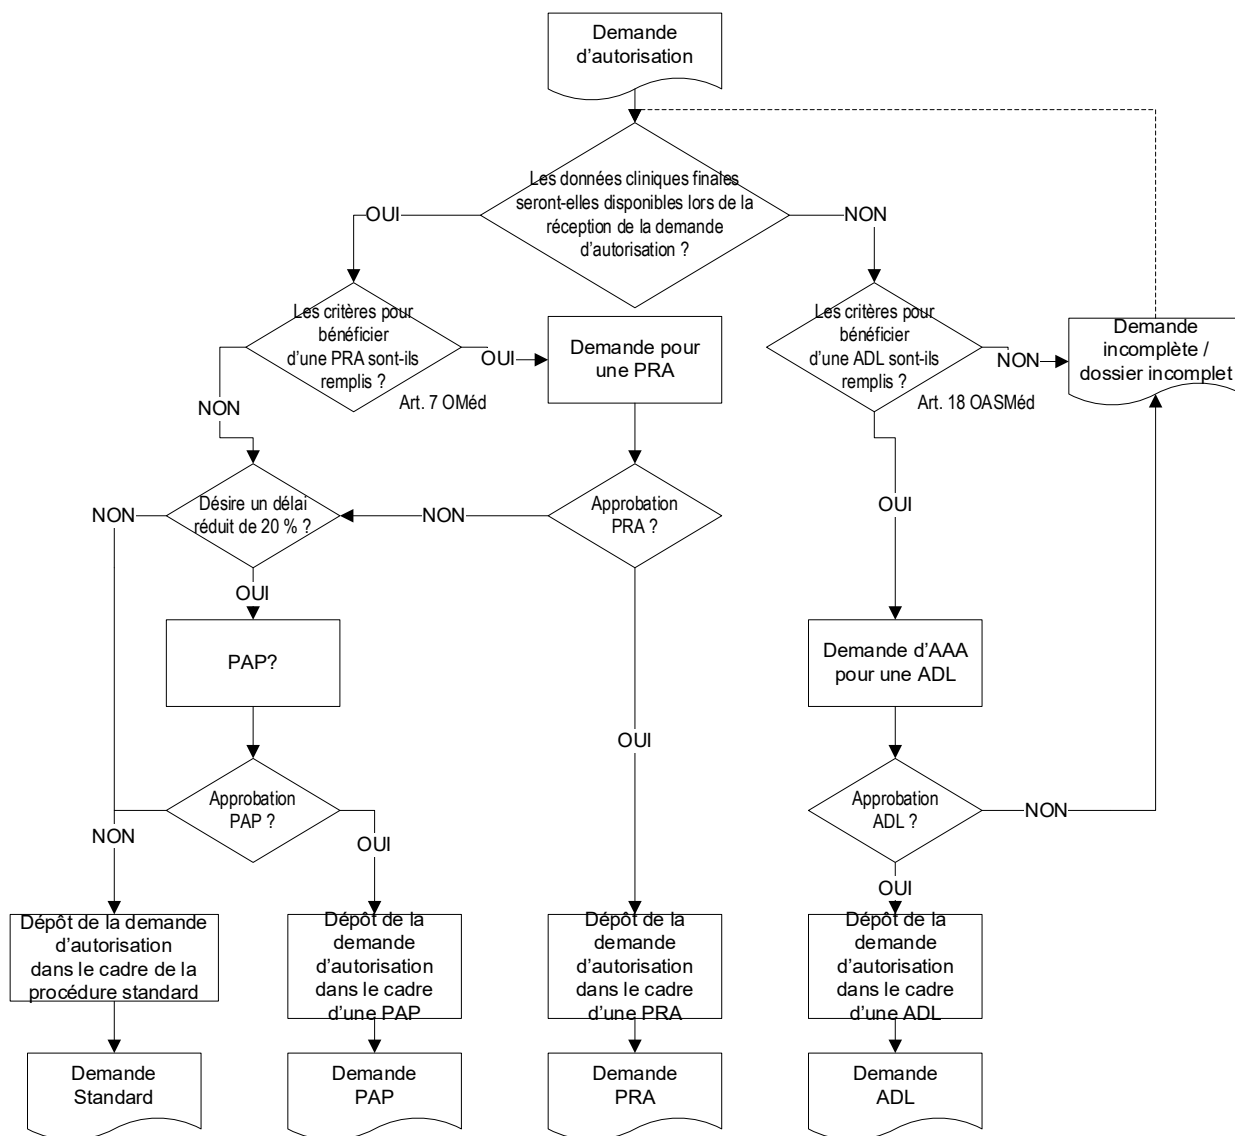 Demande
d'autorisation
Les données cliniques finales
seront-elles disponibles lors de la
réception de la demande
d'autorisation ?
OUI
NON
Les critères pour
bénéficier
d'une PRA sont-ils
remplis ?
Art. 7 OMéd
OUI
NON
Demande pour
une PRA
Les critères pour
bénéficier
d'une ADL sont-ils
remplis ?
Art. 18 OASMéd
NON
Demande
incomplète /
dossier incomplet
Désire un délai
réduit de 20 % ?
NON
OUI
Approbation
PRA ?
NON
OUI
OUI
PAP?
Demande d'AAA
pour une ADL
Approbation
PAP ?
NON
OUI
Approbation
ADL ?
NON
OUI
Dépôt de la demande
d'autorisation
dans le cadre de la
procédure standard
Dépôt de la
demande
d'autorisation
dans le cadre
d'une PAP
Dépôt de la
demande
d'autorisation
dans le cadre
d'une PRA
Dépôt de la
demande
d'autorisation
dans le cadre
d'une ADL
Demande
Standard
Demande
PAP
Demande
PRA
Demande
ADL